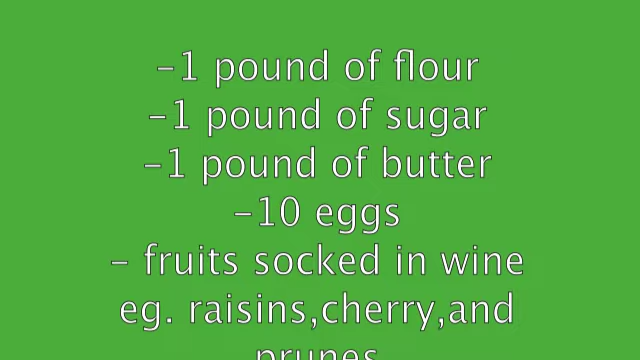 -1 pound of flour
-1 pound of sugar
-1 pound of butter
-10 eggs
- fruits socked in wine
eg. raisins,cherry,and
prunes